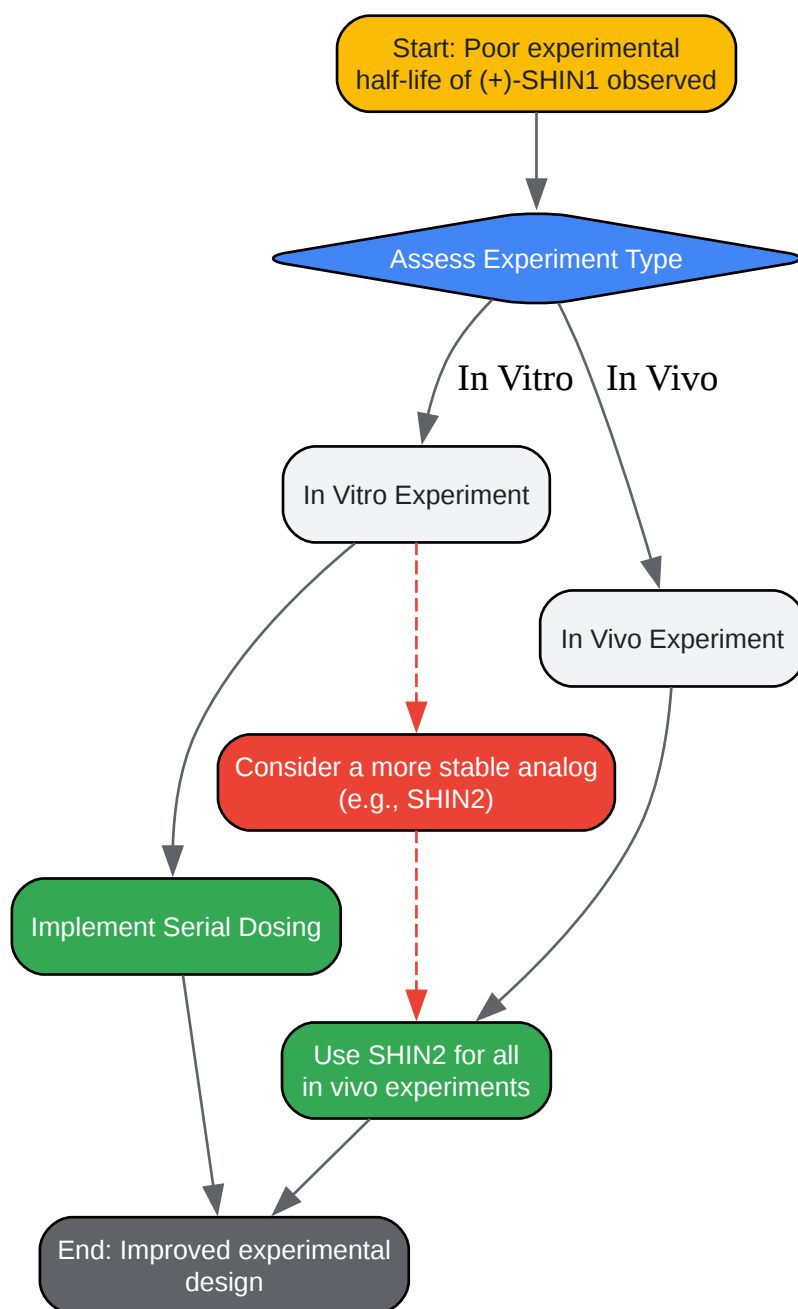 Start: Poor experimental
half-life of (+)-SHIN1 observed
Assess Experiment Type
In Vitro
In Vivo
In Vitro Experiment
In Vivo Experiment
Consider a more stable analog
(e.g., SHIN2)
Implement Serial Dosing
Use SHIN2 for all
in vivo experiments
End: Improved experimental
design